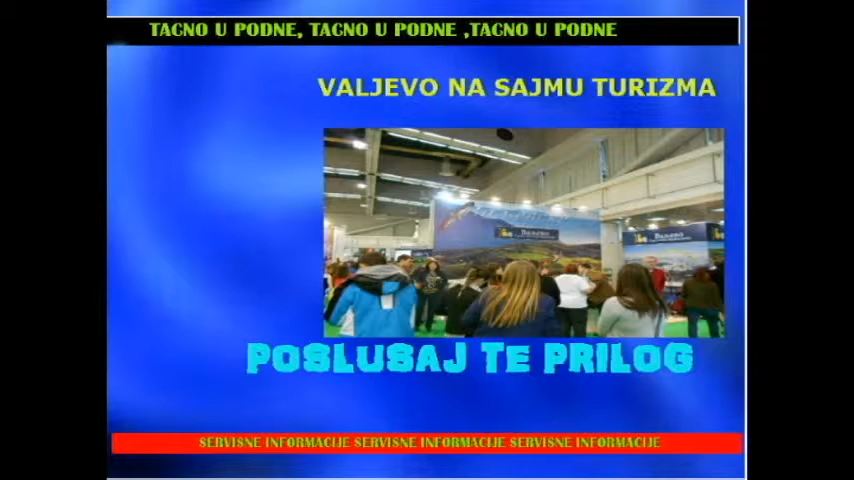 TACNO U PODNE, TACNO U PODNE ,TACNO U PODNE
VALJEVO NA SAJMU TURIZMA
POSLUSAJ TE PRILOG
SERVISNE INFORMACIJE SERVISNE INFORMACIJE SERVISNE INFORMACIJE